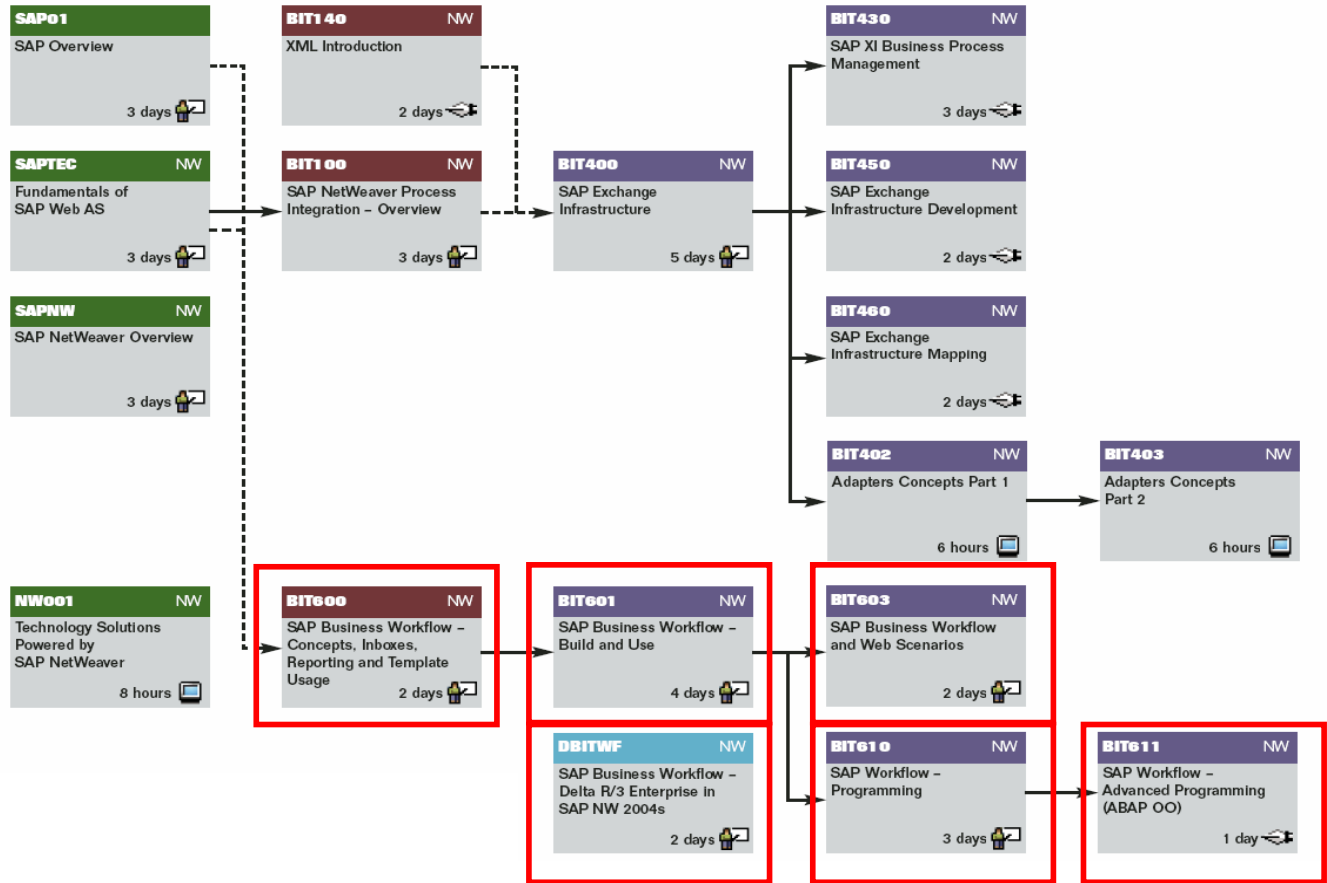 SAP01
SAP Overview
3 days
BIT140 NW
XML Introduction
2 days
BIT430 NW
SAP XI Business Process
Management
3 days
SAPTEC NW
Fundamentals of
SAP Web AS
3 days
BIT100 NW
SAP NetWeaver Process
Integration – Overview
3 days
BIT400 NW
SAP Exchange
Infrastructure
5 days
BIT450 NW
SAP Exchange
Infrastructure Development
2 days
SAPNW NW
SAP NetWeaver Overview
3 days
BIT460 NW
SAP Exchange
Infrastructure Mapping
2 days
BIT402 NW
Adapters Concepts Part 1
6 hours
BIT403 NW
Adapters Concepts
Part 2
6 hours
NW001 NW
Technology Solutions
Powered by
SAP NetWeaver
8 hours
BIT600 NW
SAP Business Workflow –
Concepts, Inboxes,
Reporting and Template
Usage
2 days
BIT601 NW
SAP Business Workflow –
Build and Use
4 days
BIT603 NW
SAP Business Workflow
and Web Scenarios
2 days
DBITWF NW
SAP Business Workflow –
Delta R/3 Enterprise in
SAP NW 2004s
2 days
BIT610 NW
SAP Workflow –
Programming
3 days
BIT611 NW
SAP Workflow –
Advanced Programming
(ABAP OO)
1 day